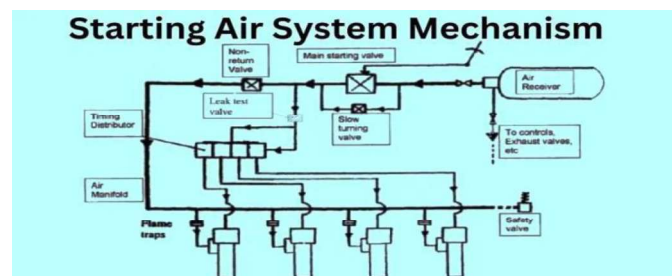 Starting Air System Mechanism
Non-
return
Valve
Main starting valve
Air
Receiver
Leak test
valve
Timing
Distributor
Slow
turning
valve
To controls,
Exhaust valves,
etc
Air
Manifold
Flame
traps
Safety
valve